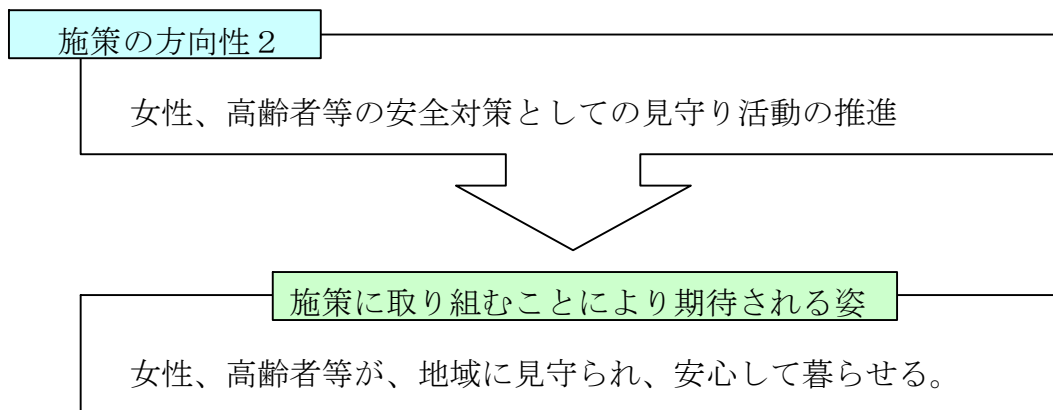 施策の方向性２
女性、高齢者等の安全対策としての見守り活動の推進
施策に取り組むことにより期待される姿
女性、高齢者等が、地域に見守られ、安心して暮らせる。